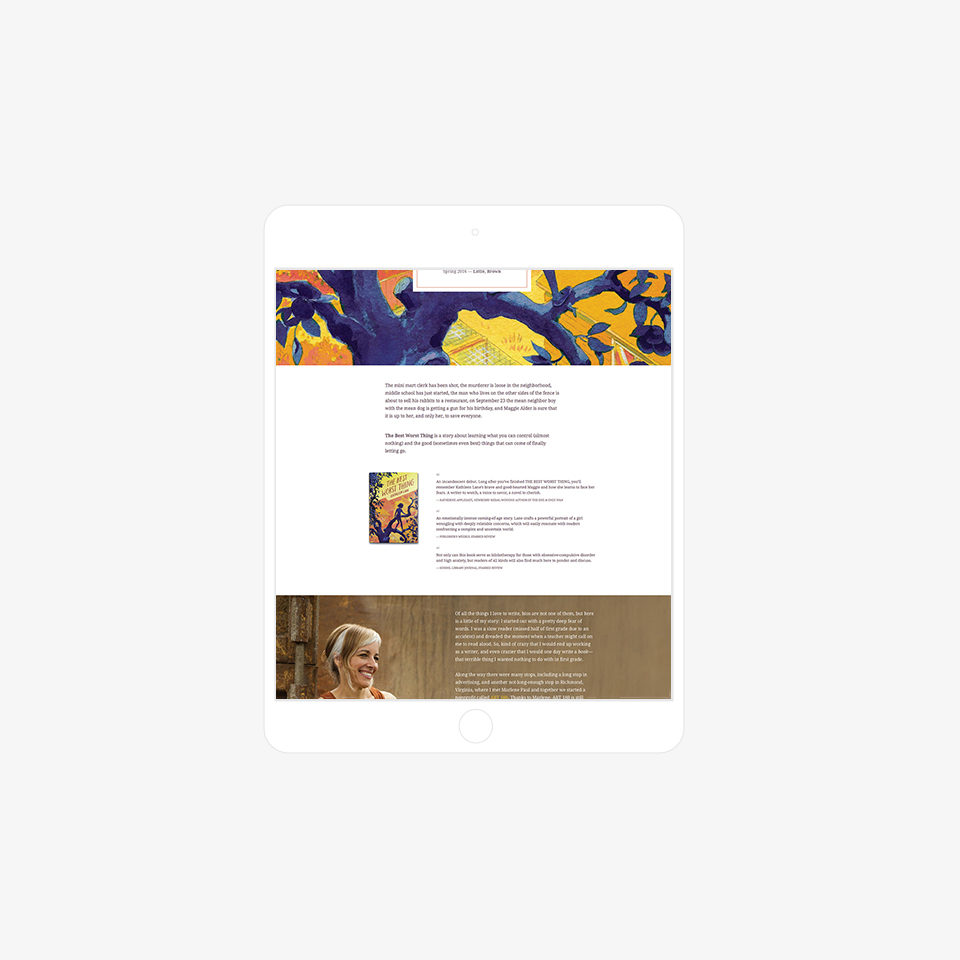 Spring 2016 — Little, Brown
The mini mart clerk has been shot, the murderer is loose in the neighborhood,
middle school has just started, the man who lives on the other sides of the fence is
about to sell his rabbits to a restaurant, on September 23 the mean neighbor boy
with the mean dog is getting a gun for his birthday, and Maggie Alder is sure that
it is up to her, and only her, to save everyone.
The Best Worst Thing is a story about learning what you can control (almost
nothing) and the good (sometimes even best) things that can come of finally
letting go.
THE BEST
WORST THING
An incandescent debut. Long after you've finished THE BEST WORST THING, you'll
remember Kathleen Lane's brave and good-hearted Maggie and how she learns to face her
fears. A writer to watch, a voice to savor, a novel to cherish.
— KATHERINE APPLEGATE, NEWBERY MEDAL WINNING AUTHOR OF THE ONE & ONLY IVAN
An emotionally intense coming-of-age story. Lane crafts a powerful portrait of a girl
wrangling with deeply relatable concerns, which will easily resonate with readers
confronting a complex and uncertain world.
— PUBLISHERS WEEKLY, STARRED REVIEW
Not only can this book serve as bibliotherapy for those with obsessive-compulsive disorder
and high anxiety, but readers of all kinds will also find much here to ponder and discuss.
— SCHOOL LIBRARY JOURNAL, STARRED REVIEW
Of all the things I love to write, bios are not one of them, but here
is a little of my story: I started out with a pretty deep fear of
words. I was a slow reader (missed half of first grade due to an
accident) and dreaded the moment when a teacher might call on
me to read aloud. So, kind of crazy that I would end up working
as a writer, and even crazier that I would one day write a book—
that terrible thing I wanted nothing to do with in first grade.
Along the way there were many stops, including a long stop in
advertising, and another not-long-enough stop in Richmond,
Virginia, where I met Marlene Paul and together we started a
nonprofit called ART 180. Thanks to Marlene, ART 180 is still